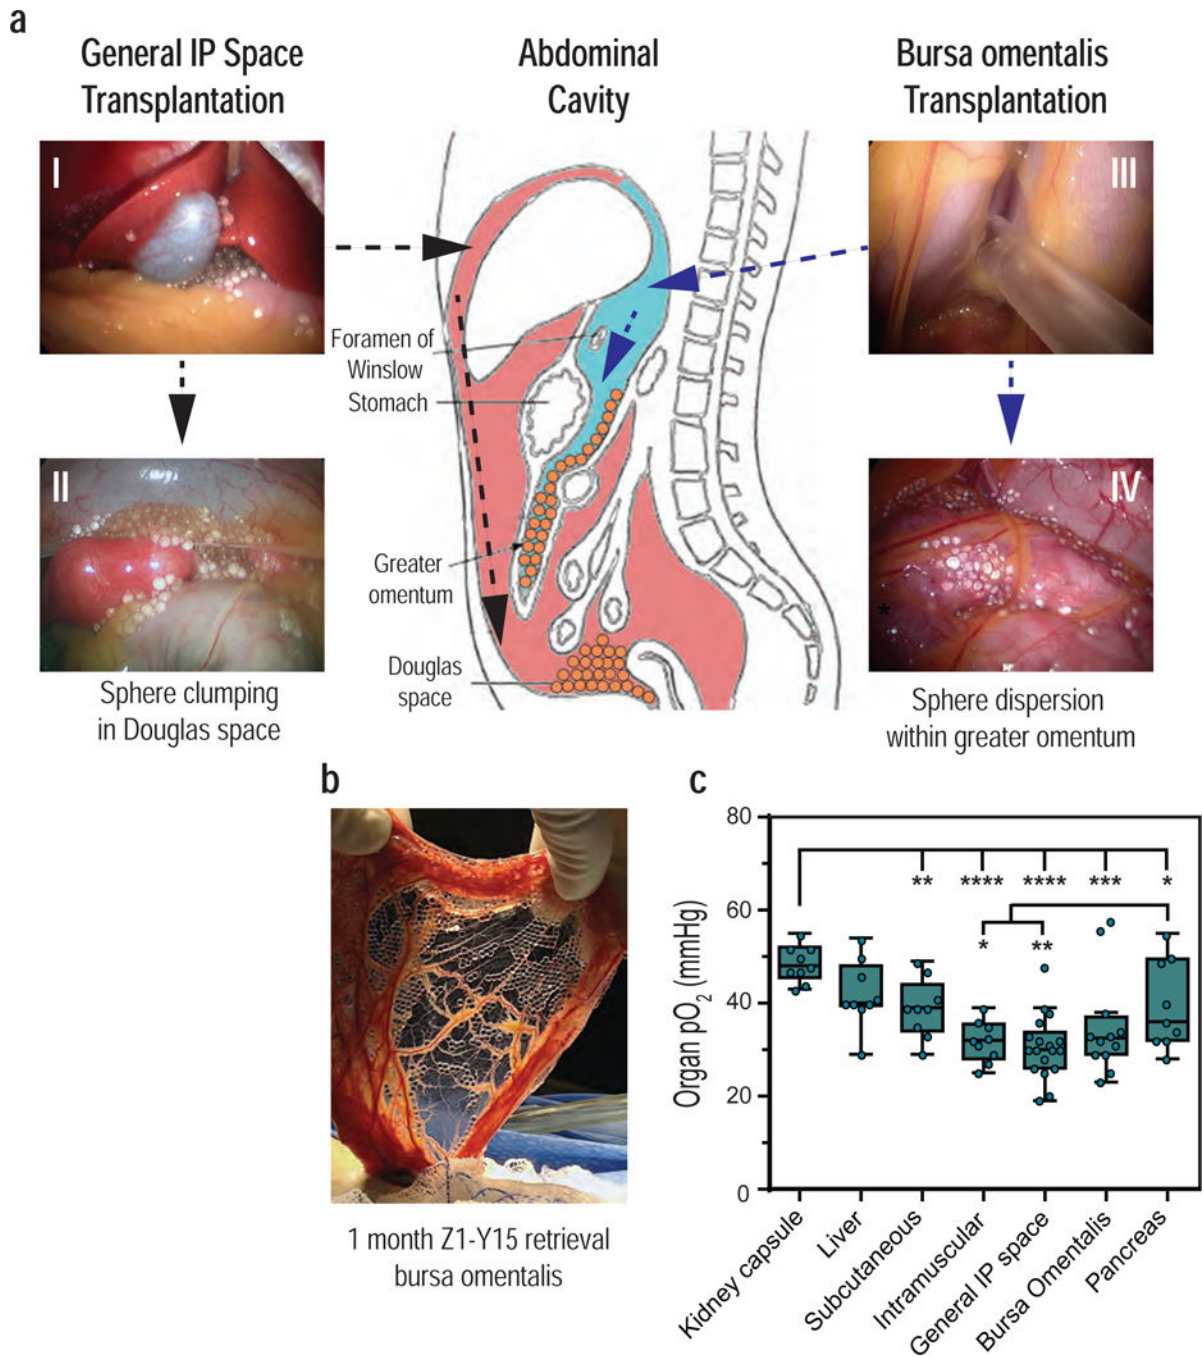 a
General IP Space
Transplantation
Abdominal
Cavity
Bursa omentalis
Transplantation
I
III
Foramen of
Winslow
Stomach
II
IV
*
Greater
omentum
Douglas
space
Sphere clumping
in Douglas space
Sphere dispersion
within greater omentum
b
1 month Z1-Y15 retrieval
bursa omentalis
c
Organ pO2 (mmHg)
80
60
40
20
0
** **** **** *** *
* **
Kidney capsule
Liver
Subcutaneous
Intramuscular
General IP space
Bursa Omentalis
Pancreas